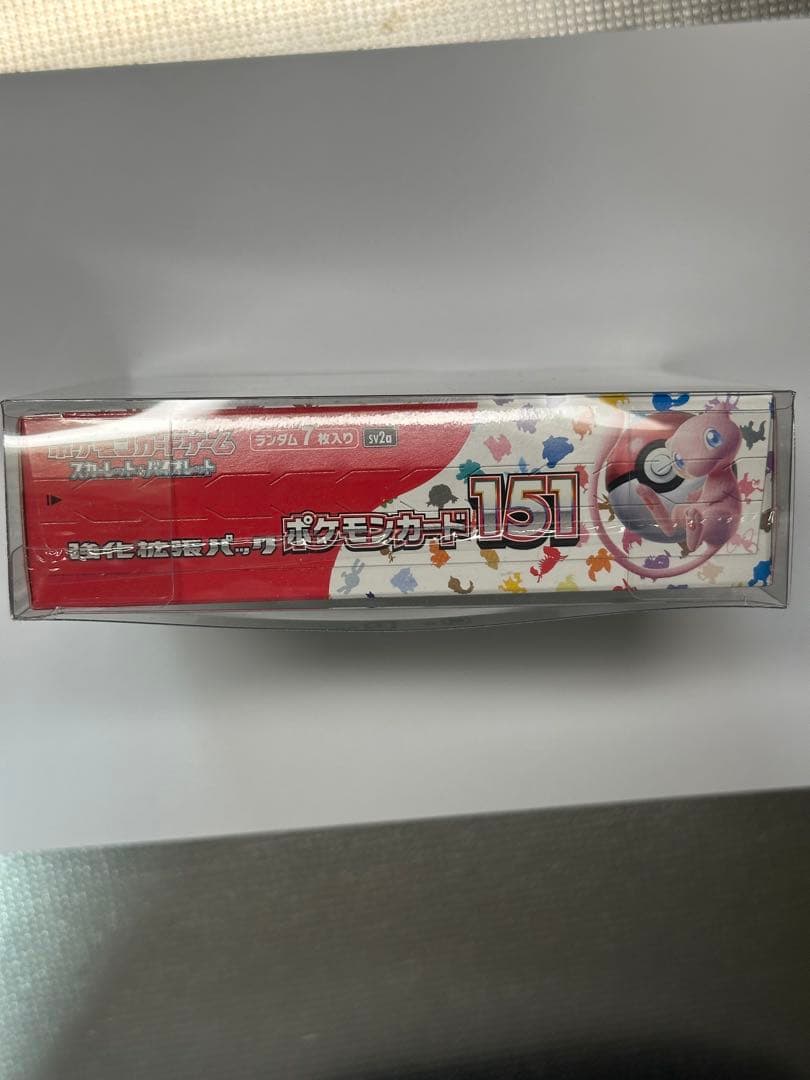 ポケモンカードゲーム
スカーレット&バイオレット
ランダム7枚入り
sv2a
強化拡張パック ポケモンカード151